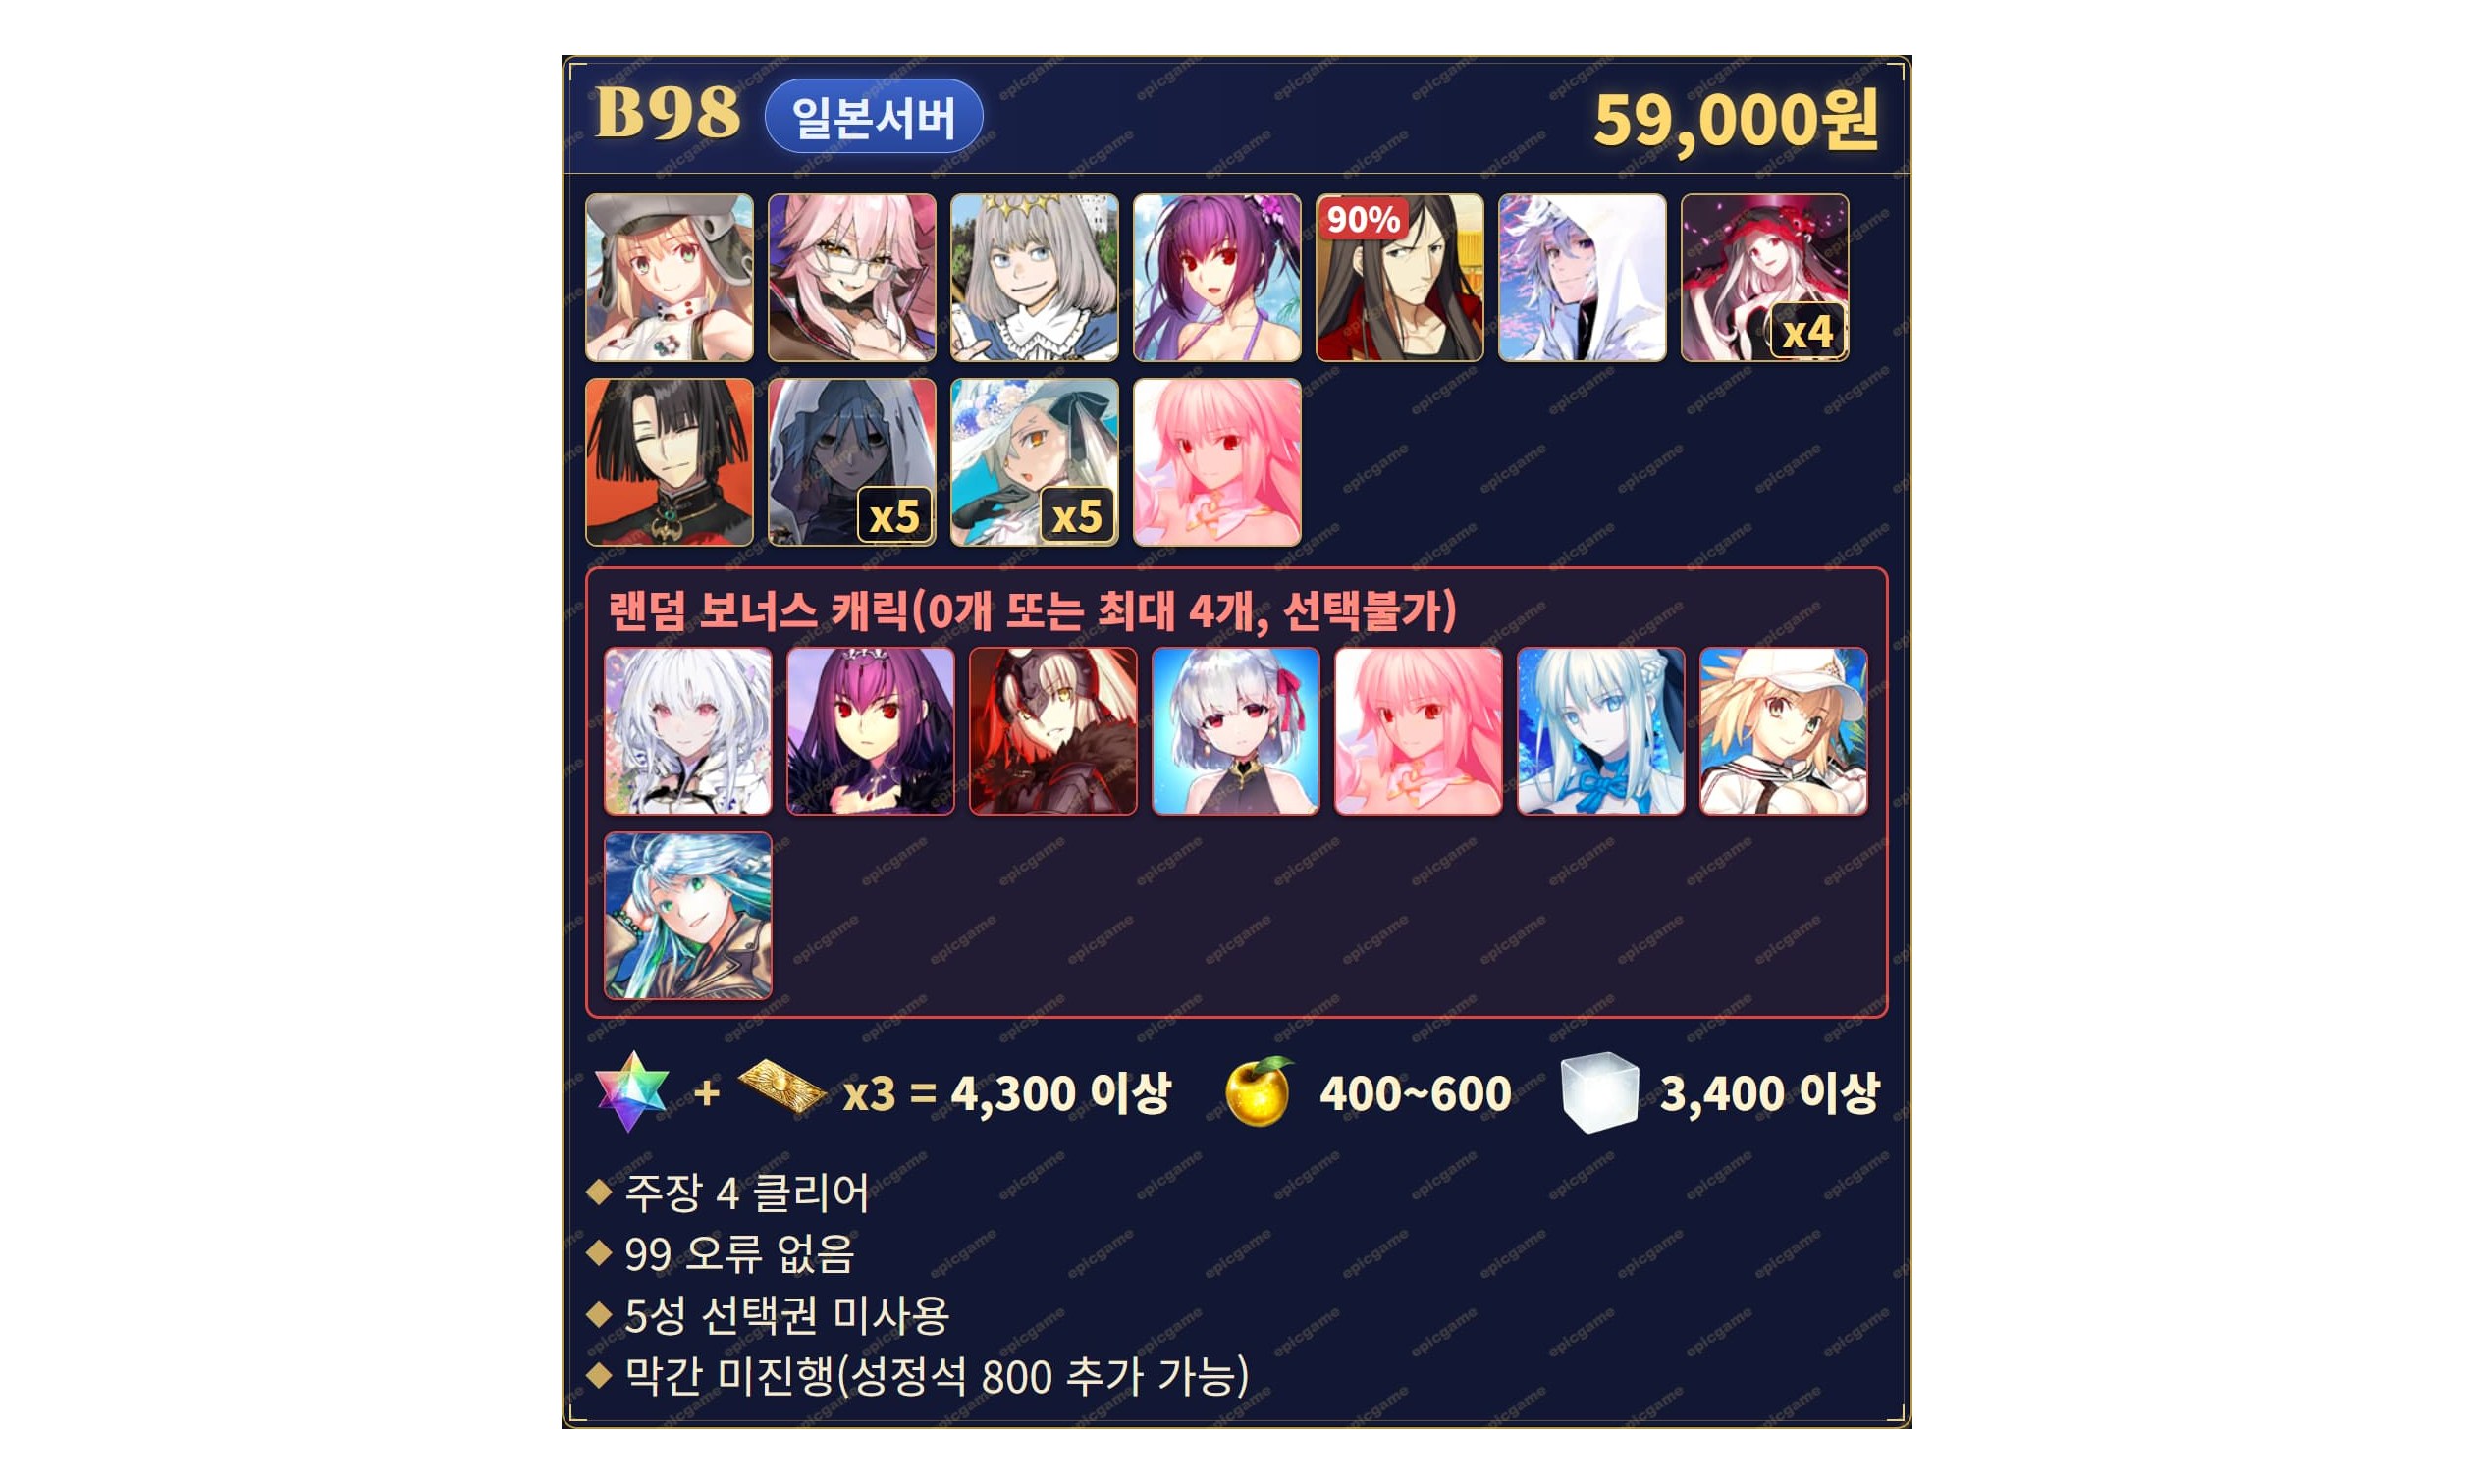 B98 일본서버 59,000원
90%
x4
x5 x5
랜덤 보너스 캐릭(0개 또는 최대 4개, 선택불가)
+ x3 = 4,300 이상 400~600 3,400 이상
주장 4 클리어
99 오류 없음
5성 선택권 미사용
막간 미진행(성정석 800 추가 가능)
epicgame